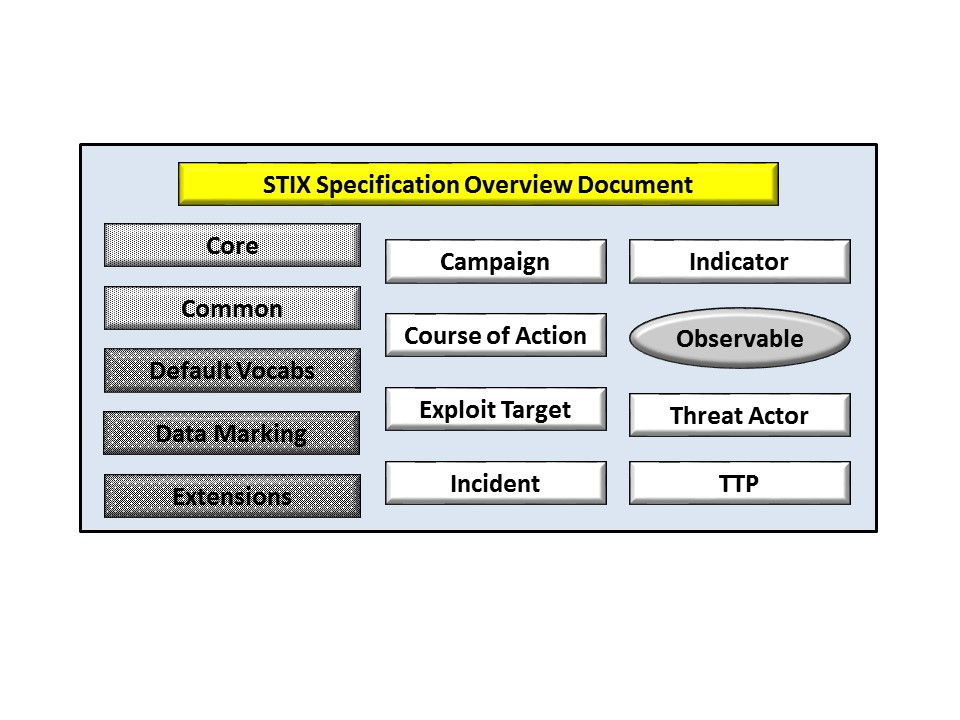 STIX Specification Overview Document
Core
Common
Default Vocabs
Data Marking
Extensions
Campaign
Course of Action
Exploit Target
Incident
Indicator
Observable
Threat Actor
TTP